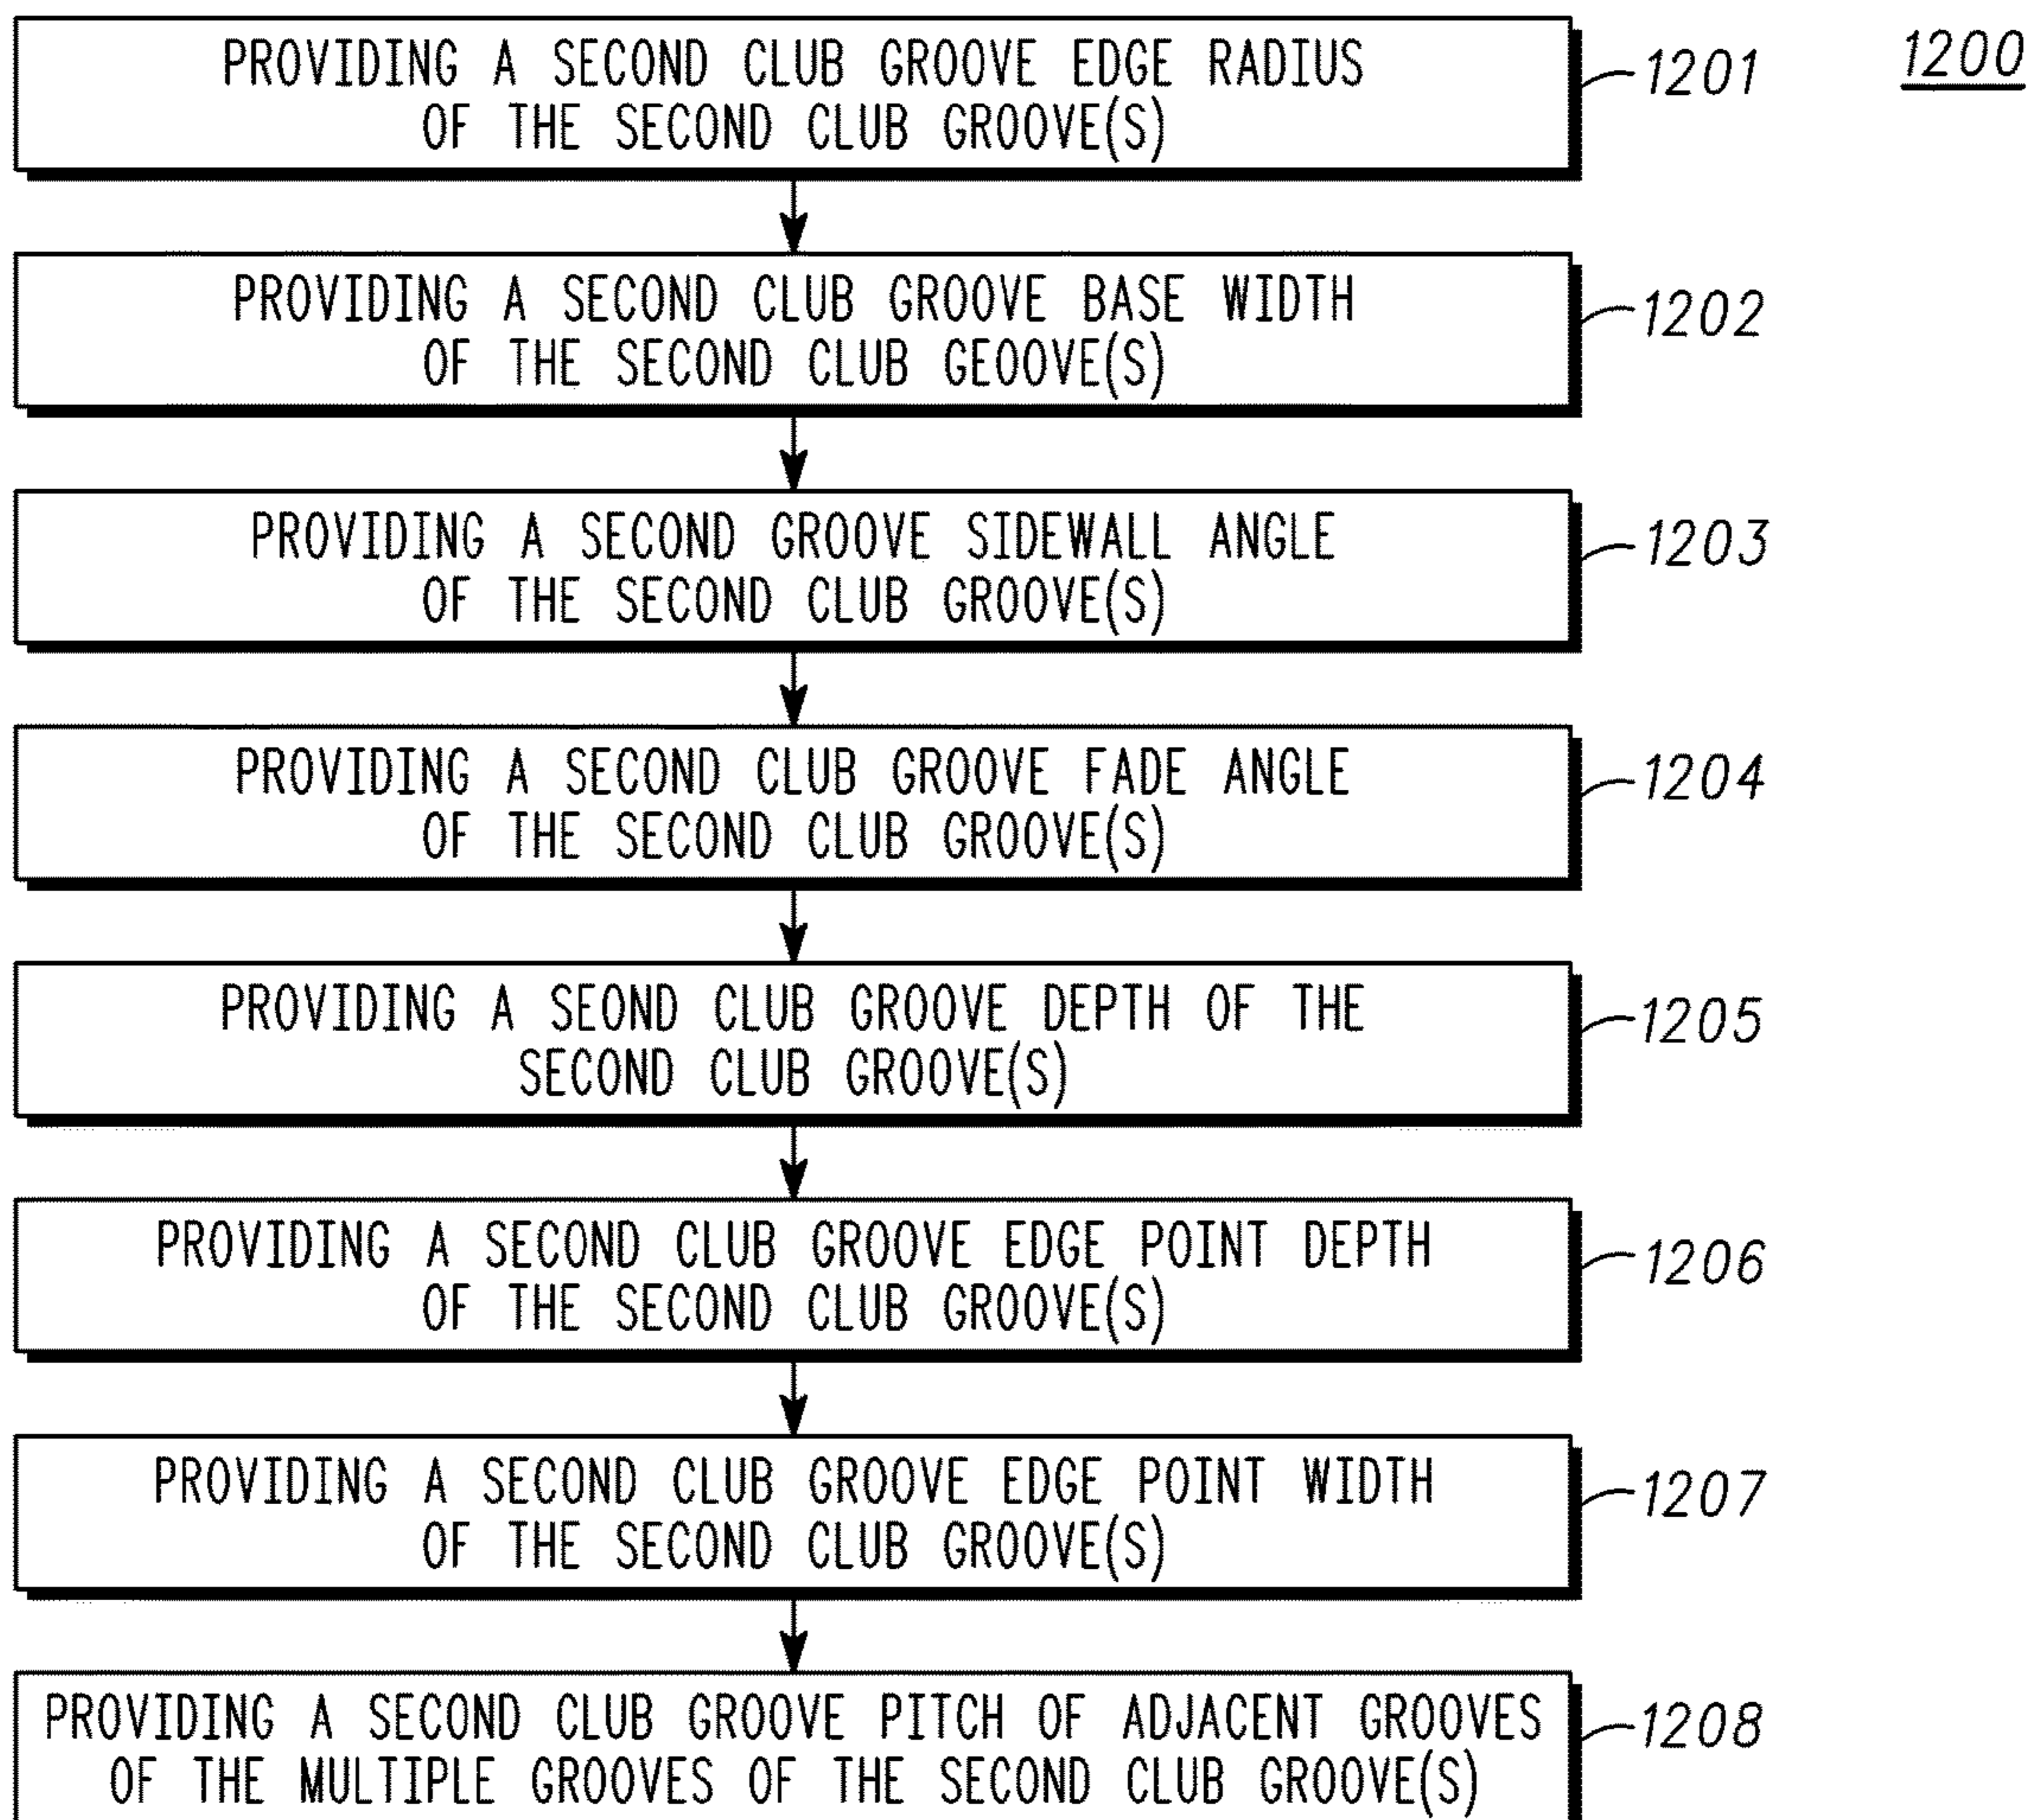 PROVIDING A SECOND CLUB GROOVE EDGE RADIUS
OF THE SECOND CLUB GROOVE(S)
1201
1200
PROVIDING A SECOND CLUB GROOVE BASE WIDTH
OF THE SECOND CLUB GEOOVE(S)
1202
PROVIDING A SECOND GROOVE SIDEWALL ANGLE
OF THE SECOND CLUB GROOVE(S)
1203
PROVIDING A SECOND CLUB GROOVE FADE ANGLE
OF THE SECOND CLUB GROOVE(S)
1204
PROVIDING A SEOND CLUB GROOVE DEPTH OF THE
SECOND CLUB GROOVE(S)
1205
PROVIDING A SECOND CLUB GROOVE EDGE POINT DEPTH
OF THE SECOND CLUB GROOVE(S)
1206
PROVIDING A SECOND CLUB GROOVE EDGE POINT WIDTH
OF THE SECOND CLUB GROOVE(S)
1207
PROVIDING A SECOND CLUB GROOVE PITCH OF ADJACENT GROOVES
OF THE MULTIPLE GROOVES OF THE SECOND CLUB GROOVE(S)
1208